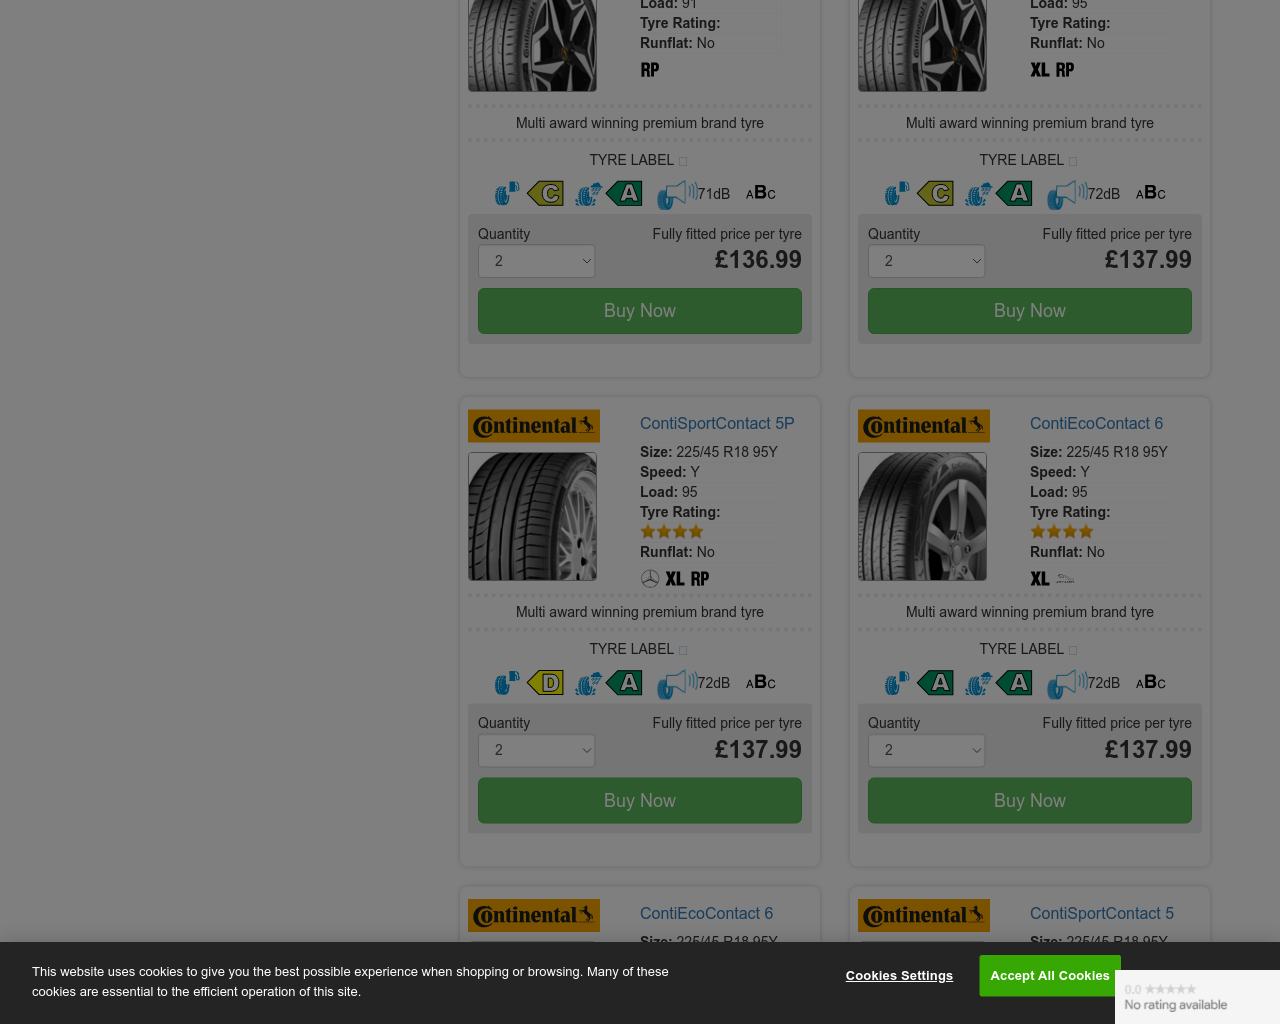 Load: 91
Tyre Rating:
Runflat: No
RP
Multi award winning premium brand tyre
TYRE LABEL
C A 71dB ABC
Quantity
Fully fitted price per tyre
2
£136.99
Buy Now
Load: 95
Tyre Rating:
Runflat: No
XL RP
Multi award winning premium brand tyre
TYRE LABEL
C A 72dB ABC
Quantity
Fully fitted price per tyre
2
£137.99
Buy Now
Continental
ContiSportContact 5P
Size: 225/45 R18 95Y
Speed: Y
Load: 95
Tyre Rating:
Runflat: No
XL RP
Multi award winning premium brand tyre
TYRE LABEL
D A 72dB ABC
Quantity
Fully fitted price per tyre
2
£137.99
Buy Now
Continental
ContiEcoContact 6
Size: 225/45 R18 95Y
Speed: Y
Load: 95
Tyre Rating:
Runflat: No
XL
Multi award winning premium brand tyre
TYRE LABEL
A A 72dB ABC
Quantity
Fully fitted price per tyre
2
£137.99
Buy Now
Continental
ContiEcoContact 6
Size: 225/45 R18 95Y
Continental
ContiSportContact 5
Size: 225/45 R18 95Y
This website uses cookies to give you the best possible experience when shopping or browsing. Many of these
cookies are essential to the efficient operation of this site.
Cookies Settings
Accept All Cookies
0.0
No rating available